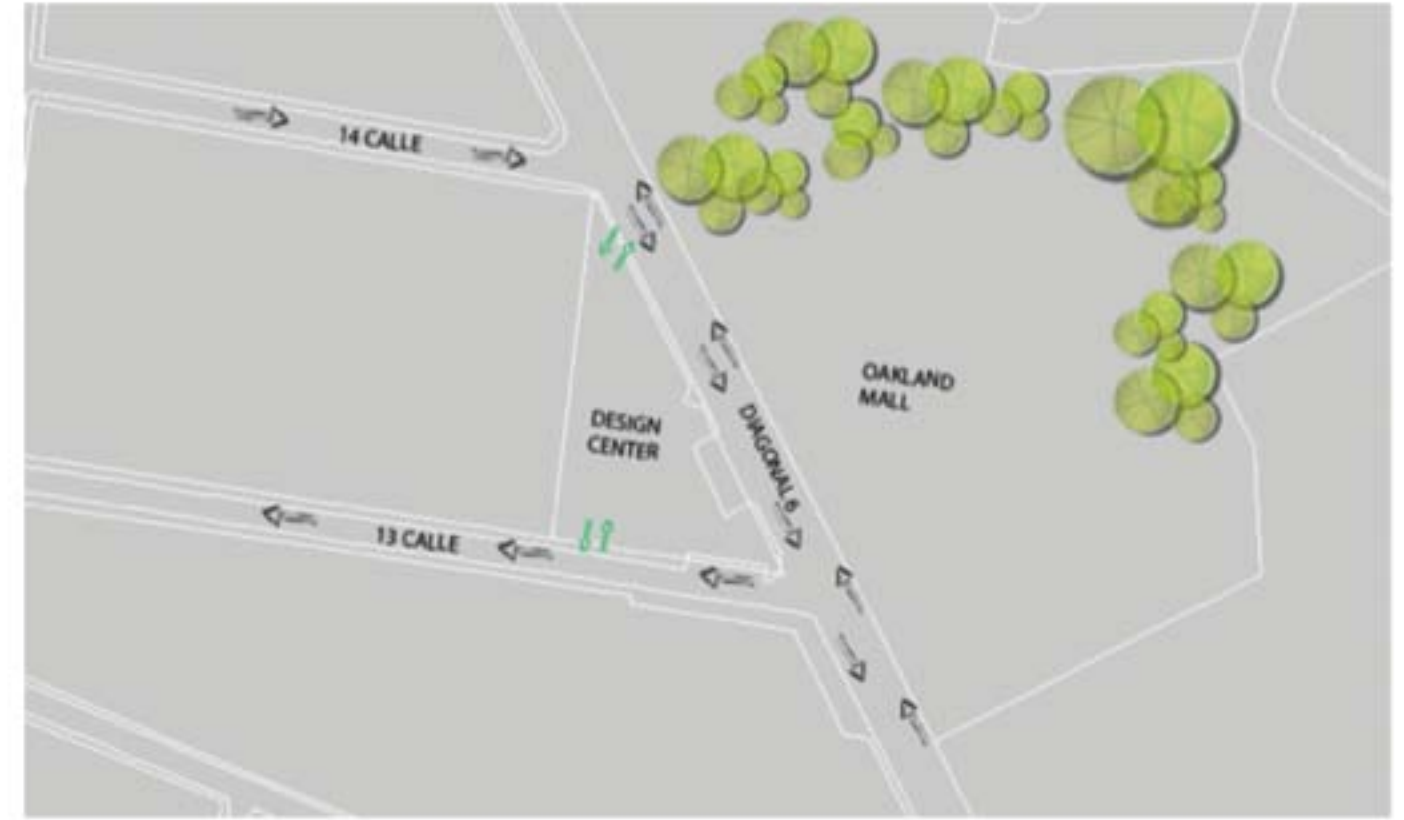 14 CALLE
OAKLAND
MALL
DESIGN
CENTER
DIAGONAL 6
13 CALLE